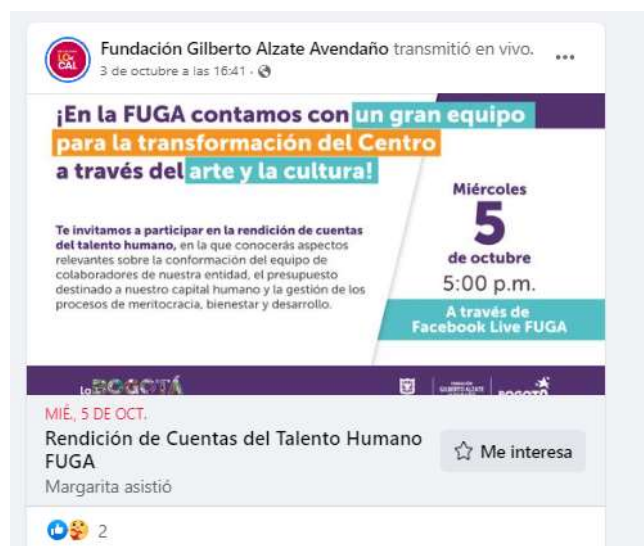 Fundación Gilberto Alzate Avendaño transmitió en vivo.
3 de octubre a las 16:41 ·
¡En la FUGA contamos con un gran equipo
para la transformación del Centro
a través del arte y la cultura!
Te invitamos a participar en la rendición de cuentas
del talento humano, en la que conocerás aspectos
relevantes sobre la conformación del equipo de
colaboradores de nuestra entidad, el presupuesto
destinado a nuestro capital humano y la gestión de los
procesos de meritocracia, bienestar y desarrollo.
Miércoles
5
de octubre
5:00 p.m.
A través de
Facebook Live FUGA
la BOGOTÁ
GILBERTO ALZATE
BOGOTÁ
MIÉ., 5 DE OCT.
Rendición de Cuentas del Talento Humano
FUGA
Margarita asistió
Me interesa
2